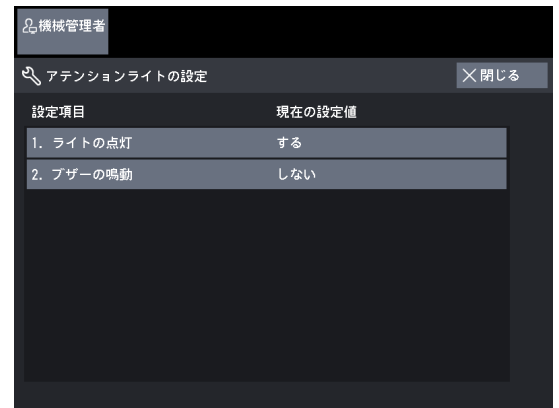 機械管理者
アテンションライトの設定
閉じる
設定項目 現在の設定値
1. ライトの点灯 する
2. ブザーの鳴動 しない